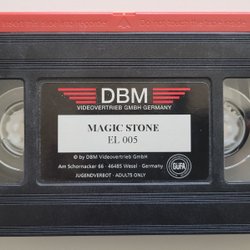 DBM
VIDEOVERTRIEB GMBH GERMANY
MAGIC STONE
EL 005
© by DBM Videovertrieb GmbH
Am Schornacker 66 · 46485 Wesel · Germany
JUGENDVERBOT - ADULTS ONLY
GUFA